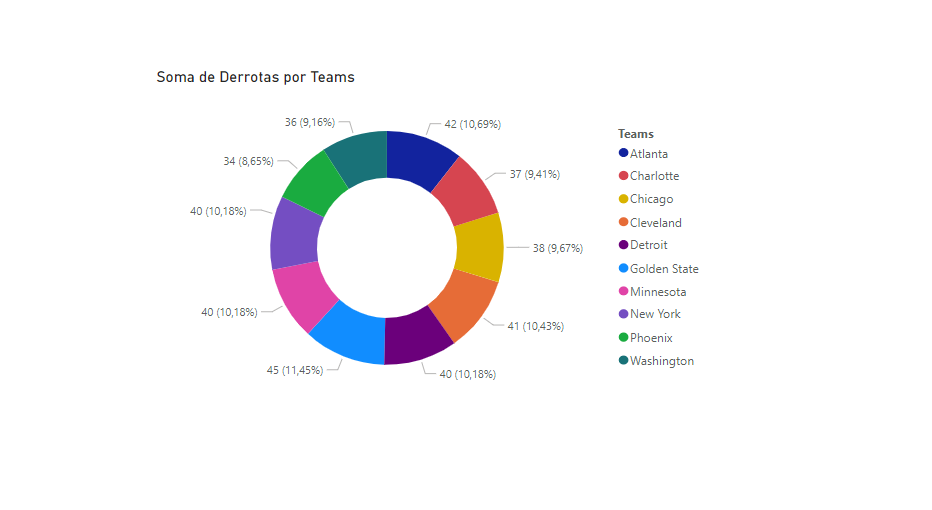 Soma de Derrotas por Teams
42 (10,69%)
37 (9,41%)
38 (9,67%)
41 (10,43%)
40 (10,18%)
45 (11,45%)
40 (10,18%)
40 (10,18%)
34 (8,65%)
36 (9,16%)
Teams
Atlanta
Charlotte
Chicago
Cleveland
Detroit
Golden State
Minnesota
New York
Phoenix
Washington